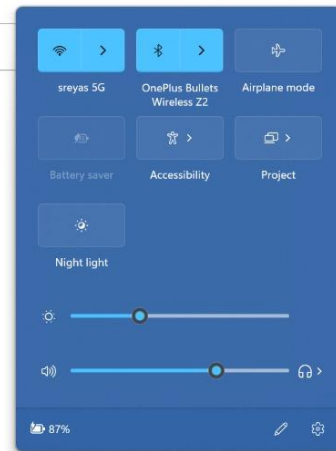 sreyas 5G
OnePlus Bullets
Wireless Z2
Airplane mode
Battery saver
Accessibility
Project
Night light
87%